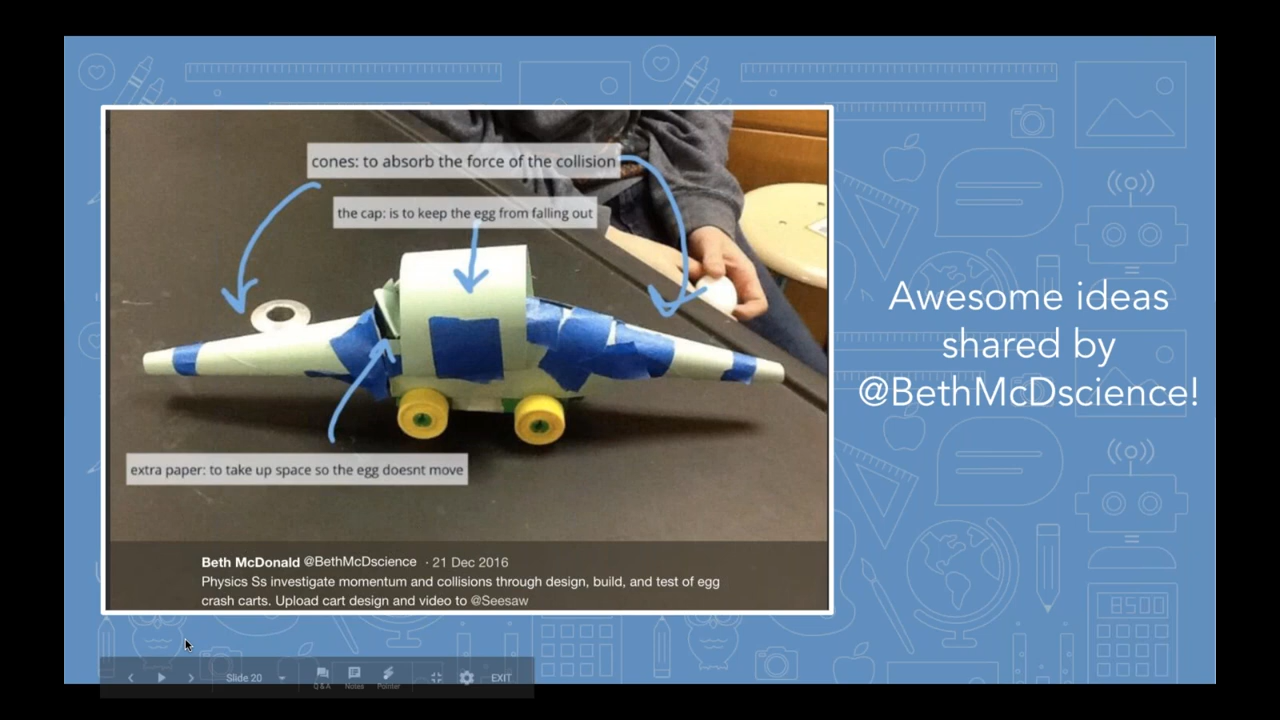 cones: to absorb the force of the collision
the cap: is to keep the egg from falling out
extra paper: to take up space so the egg doesnt move
Beth McDonald @BethMcDscience · 21 Dec 2016
Physics Ss investigate momentum and collisions through design, build, and test of egg
crash carts. Upload cart design and video to @Seesaw
Awesome ideas
shared by
@BethMcDscience!
8500
Slide 20
Q & A
Notes
Pointer
EXIT